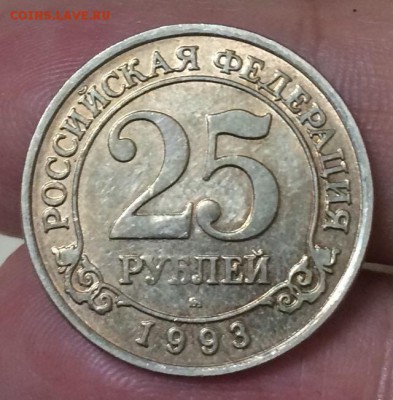 COINS.LAVE.RU
РОССИЙСКАЯ ФЕДЕРАЦИЯ
25
РУБЛЕЙ
1993